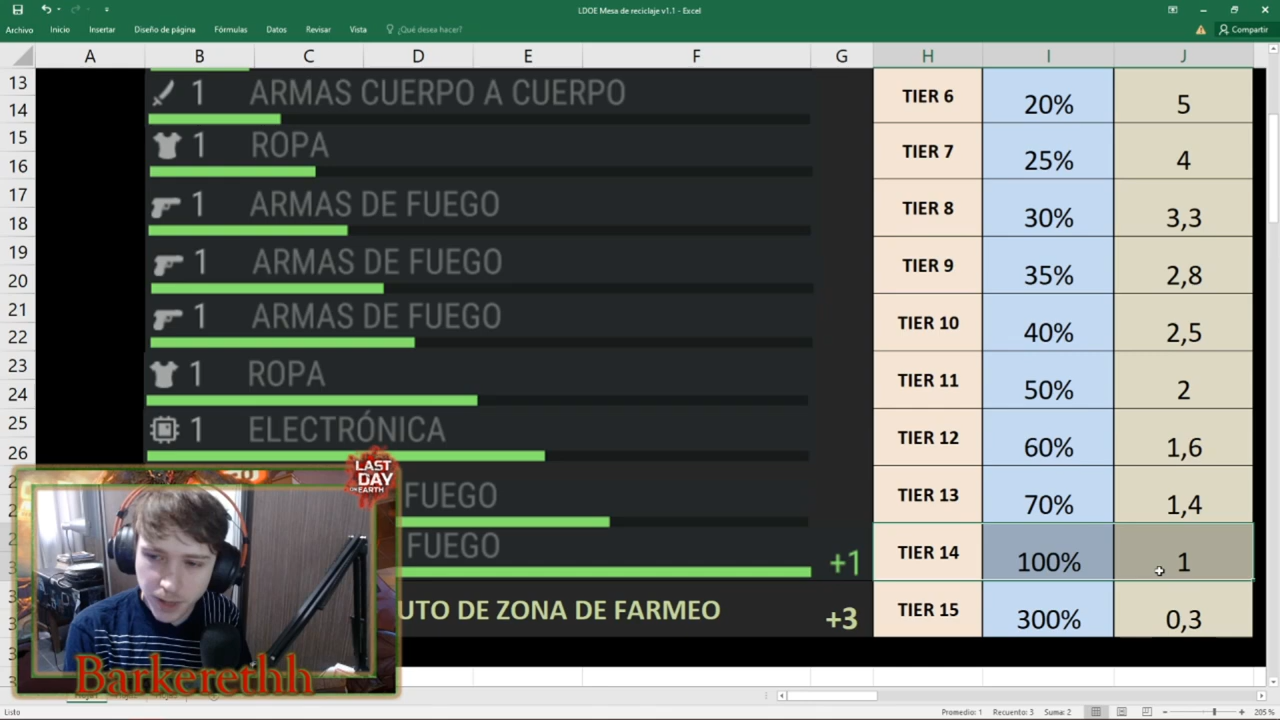 LDOE Mesa de reciclaje v1.1 - Excel
Archivo Inicio Insertar Diseño de página Fórmulas Datos Revisar Vista ¿Qué desea hacer? Compartir
A B C D E F G H I J
13 1 ARMAS CUERPO A CUERPO TIER 6 20% 5
14
15 1 ROPA TIER 7 25% 4
16
17 1 ARMAS DE FUEGO TIER 8 30% 3,3
18
19 1 ARMAS DE FUEGO TIER 9 35% 2,8
20
21 1 ARMAS DE FUEGO TIER 10 40% 2,5
22
23 1 ROPA TIER 11 50% 2
24
25 1 ELECTRÓNICA TIER 12 60% 1,6
26
FUEGO TIER 13 70% 1,4
FUEGO +1 TIER 14 100% 1
UTO DE ZONA DE FARMEO +3 TIER 15 300% 0,3
LAST
DAY
ON EARTH
Barkerethh
Listo Promedio: 1 Recuento: 3 Suma: 2 205 %